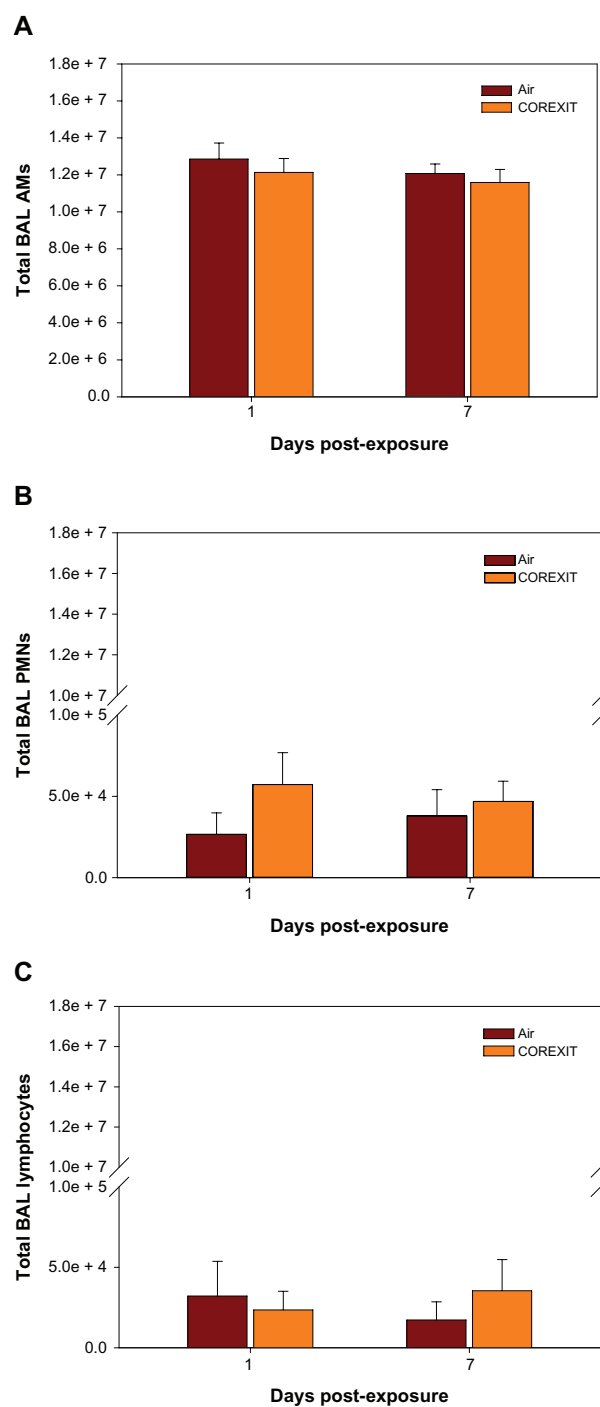 A
Total BAL AMs
1.8e + 7
1.6e + 7
1.4e + 7
1.2e + 7
1.0e + 7
8.0e + 6
6.0e + 6
4.0e + 6
2.0e + 6
0.0
Air
COREXIT
1 7
Days post-exposure
B
Total BAL PMNs
1.8e + 7
1.6e + 7
1.4e + 7
1.2e + 7
1.0e + 7
1.0e + 5
5.0e + 4
0.0
Air
COREXIT
1 7
Days post-exposure
C
Total BAL lymphocytes
1.8e + 7
1.6e + 7
1.4e + 7
1.2e + 7
1.0e + 7
1.0e + 5
5.0e + 4
0.0
Air
COREXIT
1 7
Days post-exposure